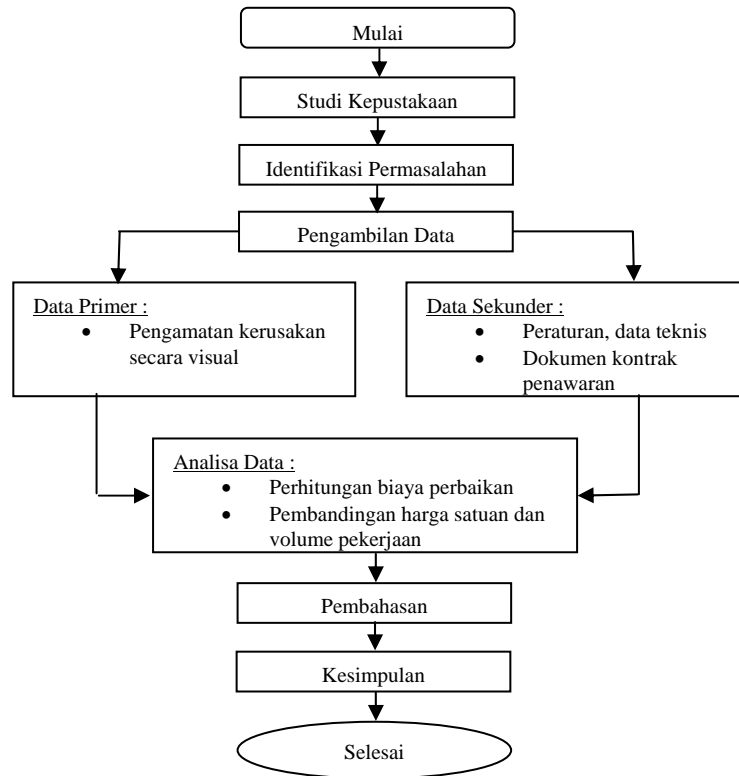 Mulai
Studi Kepustakaan
Identifikasi Permasalahan
Pengambilan Data
Data Primer :
• Pengamatan kerusakan
secara visual
Data Sekunder :
• Peraturan, data teknis
• Dokumen kontrak
penawaran
Analisa Data :
• Perhitungan biaya perbaikan
• Pembandingan harga satuan dan
volume pekerjaan
Pembahasan
Kesimpulan
Selesai